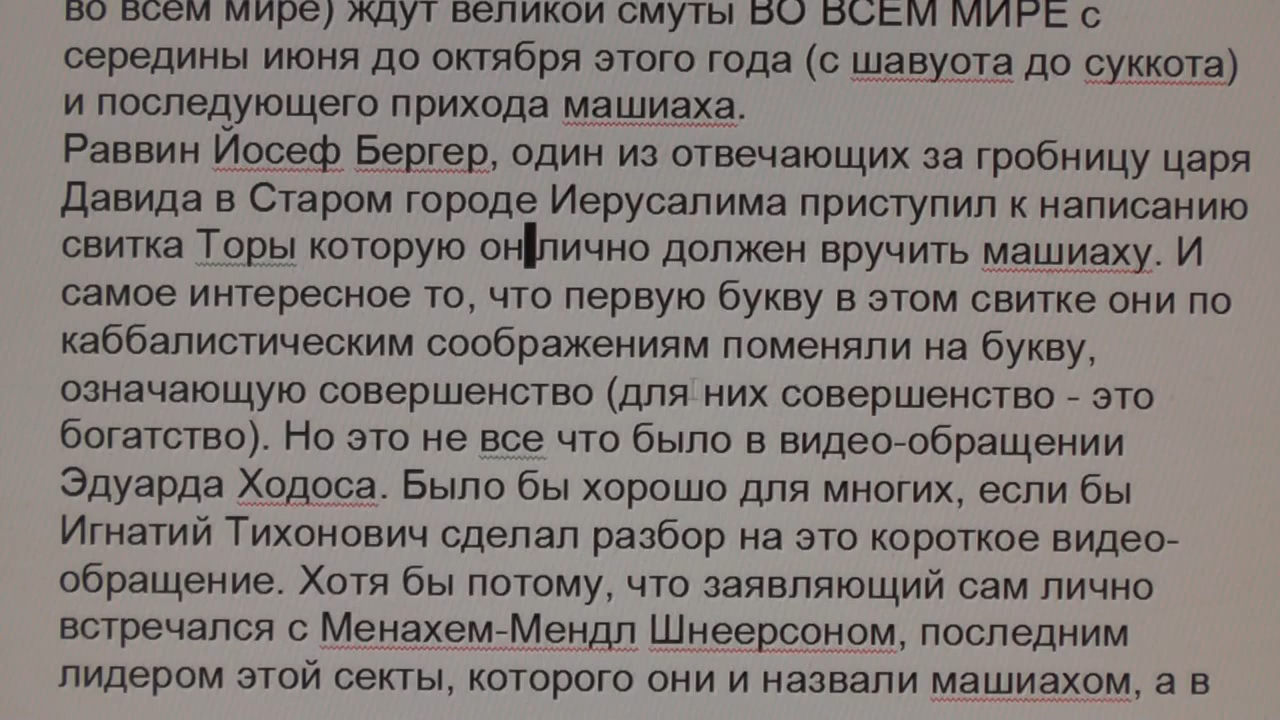 во всем мире) ждут великой смуты ВО ВСЕМ МИРЕ с
середины июня до октября этого года (с шавуота до суккота)
и последующего прихода машиаха.
Раввин Йосеф Бергер, один из отвечающих за гробницу царя
Давида в Старом городе Иерусалима приступил к написанию
свитка Торы которую он лично должен вручить машиаху. И
самое интересное то, что первую букву в этом свитке они по
каббалистическим соображениям поменяли на букву,
означающую совершенство (для них совершенство - это
богатство). Но это не все что было в видео-обращении
Эдуарда Ходоса. Было бы хорошо для многих, если бы
Игнатий Тихонович сделал разбор на это короткое видео-
обращение. Хотя бы потому, что заявляющий сам лично
встречался с Менахем-Мендл Шнеерсоном, последним
лидером этой секты, которого они и назвали машиахом, а в